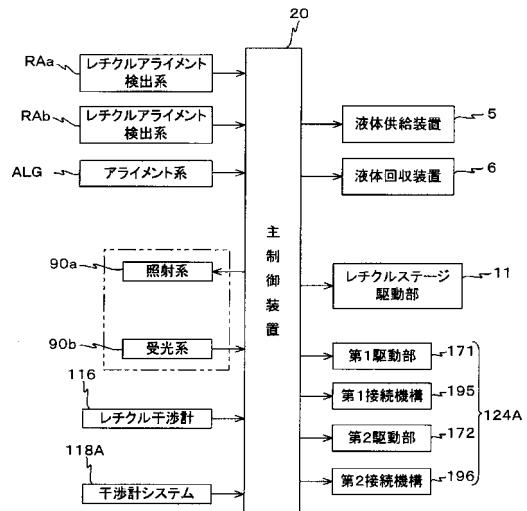 20
RAa
レチクルアライメント
検出系
RAb
レチクルアライメント
検出系
ALG
アライメント系
90a
照射系
90b
受光系
116
レチクル干渉計
118A
干渉計システム
主制御装置
液体供給装置
5
液体回収装置
6
レチクルステージ
駆動部
11
第1駆動部
171
第1接続機構
195
第2駆動部
172
第2接続機構
196
124A